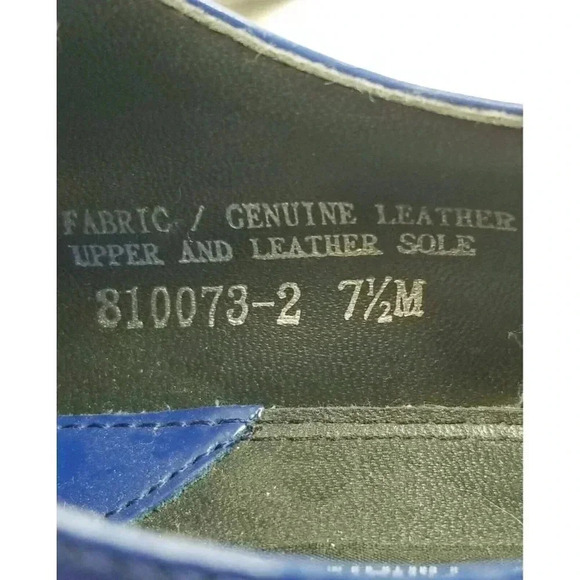 FABRIC / GENUINE LEATHER
UPPER AND LEATHER SOLE
810073-2 7½M